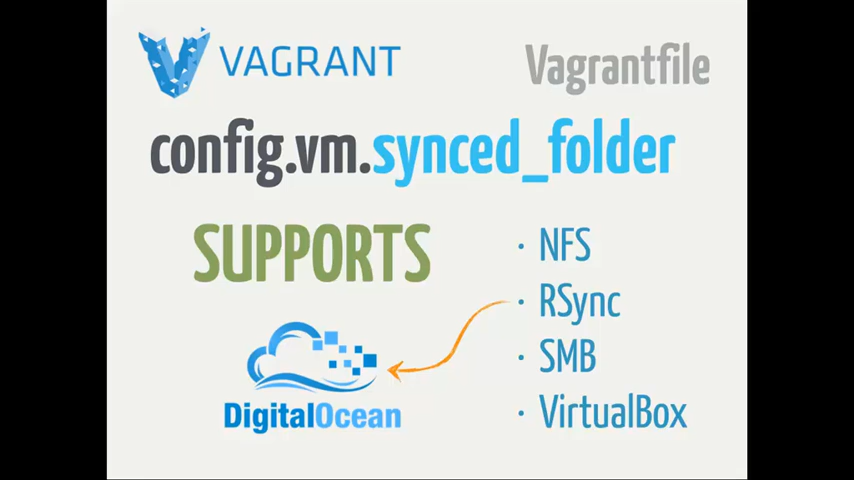 VAGRANT
Vagrantfile
config.vm.synced_folder
SUPPORTS
· NFS
· RSync
· SMB
· VirtualBox
DigitalOcean